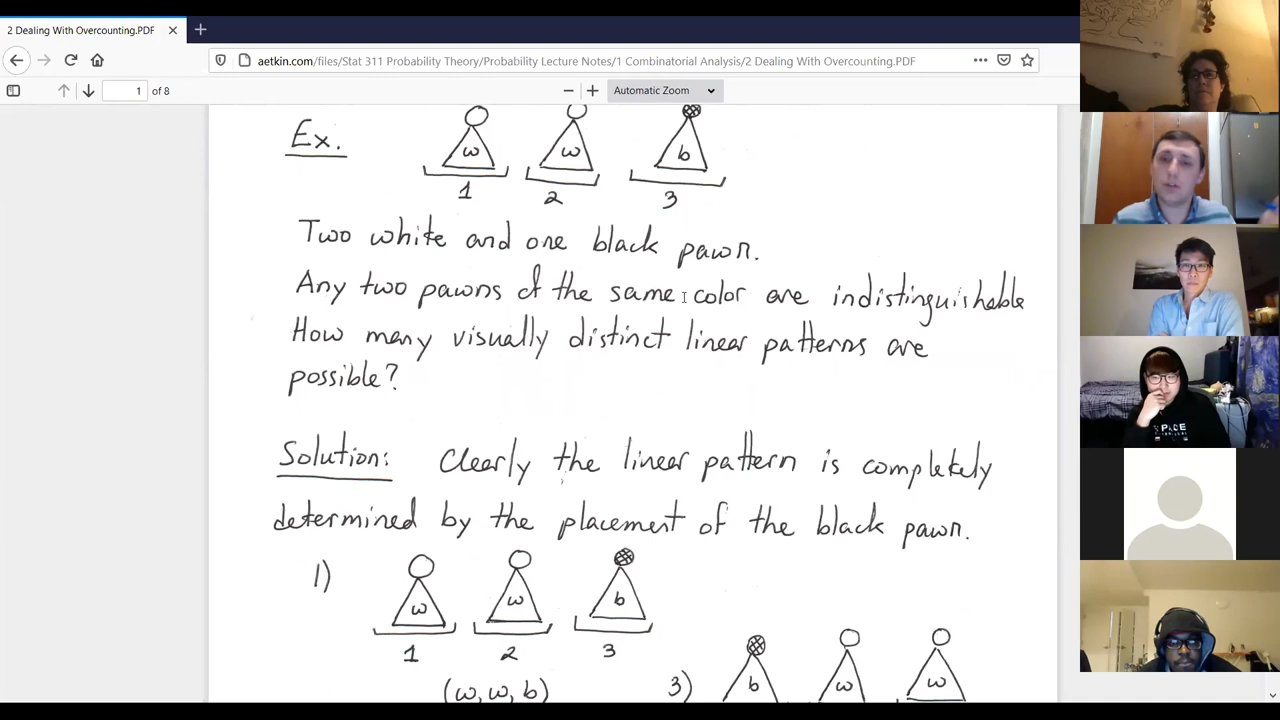 2 Dealing With Overcounting.PDF
aetkin.com/files/Stat 311 Probability Theory/Probability Lecture Notes/1 Combinatorial Analysis/2 Dealing With Overcounting.PDF
1 of 8
Automatic Zoom
Ex.
w w b
1 2 3
Two white and one black pawn.
Any two pawns of the same color are indistinguishable
How many visually distinct linear patterns are
possible?
Solution: Clearly the linear pattern is completely
determined by the placement of the black pawn.
1)
w w b
1 2 3
(w, w, b)
3)
b w w
SPACE